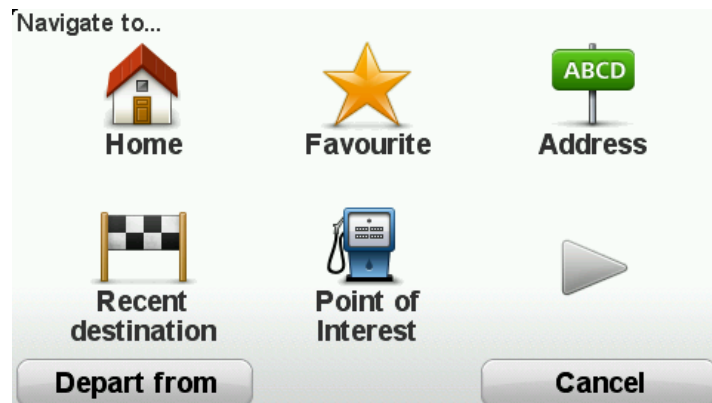 Navigate to...
ABCD
Home
Favourite
Address
Recent
destination
Point of
Interest
Depart from
Cancel